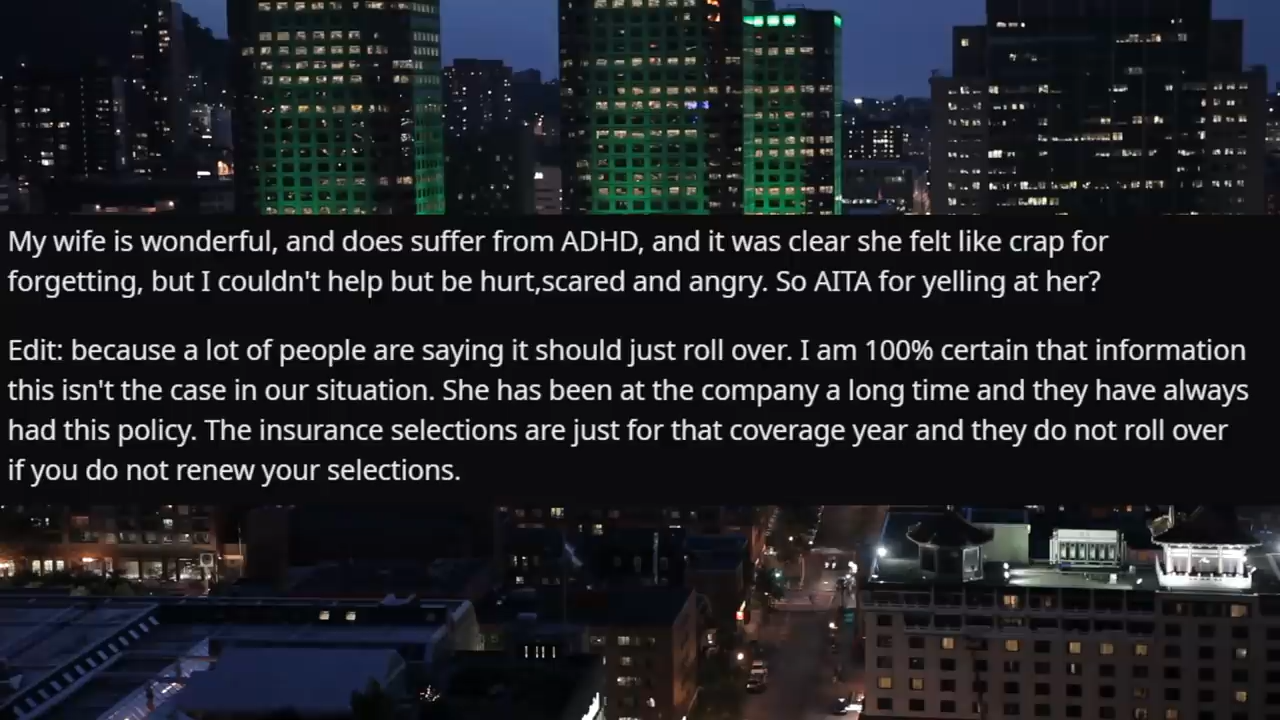 My wife is wonderful, and does suffer from ADHD, and it was clear she felt like crap for
forgetting, but I couldn't help but be hurt,scared and angry. So AITA for yelling at her?
Edit: because a lot of people are saying it should just roll over. I am 100% certain that information
this isn't the case in our situation. She has been at the company a long time and they have always
had this policy. The insurance selections are just for that coverage year and they do not roll over
if you do not renew your selections.